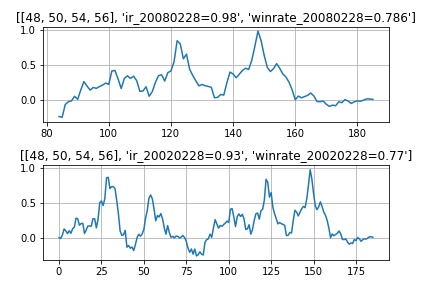 [[48, 50, 54, 56], 'ir_20080228=0.98', 'winrate_20080228=0.786']
1.0
0.5
0.0
80 100 120 140 160 180
[[48, 50, 54, 56], 'ir_20020228=0.93', 'winrate_20020228=0.77']
1.0
0.5
0.0
0 25 50 75 100 125 150 175